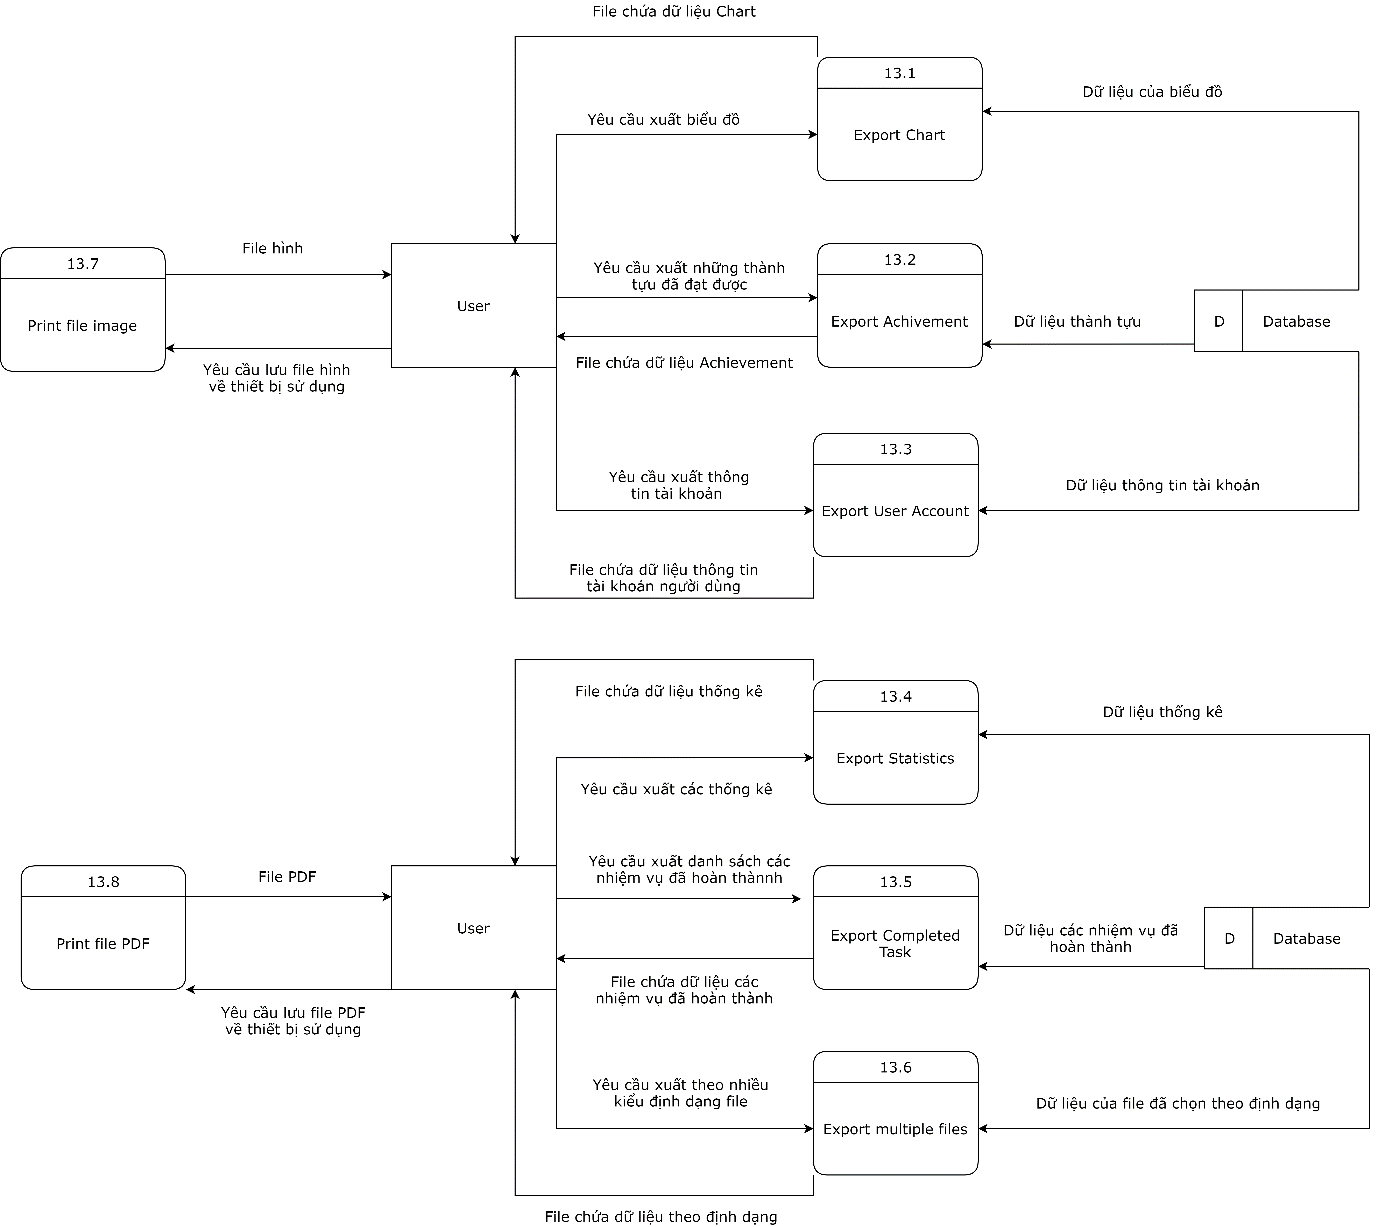 File chứa dữ liệu Chart
13.1
Export Chart
Dữ liệu của biểu đồ
Yêu cầu xuất biểu đồ
13.7
Print file image
File hình
Yêu cầu lưu file hình
về thiết bị sử dụng
User
Yêu cầu xuất những thành
tựu đã đạt được
File chứa dữ liệu Achievement
13.2
Export Achivement
Dữ liệu thành tựu
D
Database
Yêu cầu xuất thông
tin tài khoản
13.3
Export User Account
Dữ liệu thông tin tài khoản
File chứa dữ liệu thông tin
tài khoản người dùng
File chứa dữ liệu thống kê
13.4
Export Statistics
Dữ liệu thống kê
Yêu cầu xuất các thống kê
13.8
Print file PDF
File PDF
Yêu cầu lưu file PDF
về thiết bị sử dụng
User
Yêu cầu xuất danh sách các
nhiệm vụ đã hoàn thànnh
File chứa dữ liệu các
nhiệm vụ đã hoàn thành
13.5
Export Completed
Task
Dữ liệu các nhiệm vụ đã
hoàn thành
D
Database
Yêu cầu xuất theo nhiều
kiểu định dạng file
13.6
Export multiple files
Dữ liệu của file đã chọn theo định dạng
File chứa dữ liệu theo định dạng